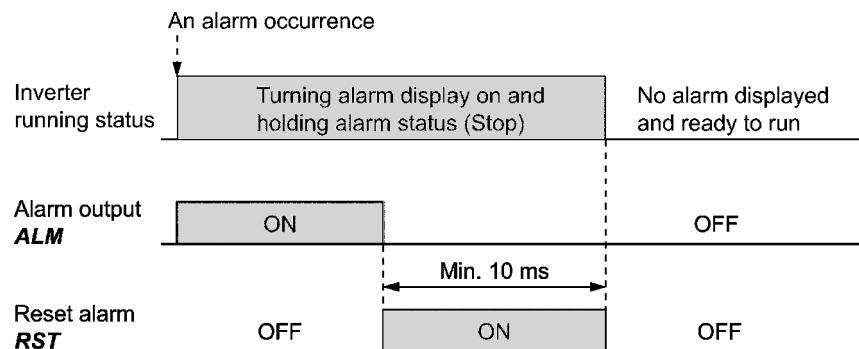 An alarm occurrence
Inverter
running status
Turning alarm display on and
holding alarm status (Stop)
No alarm displayed
and ready to run
Alarm output
ALM
ON
OFF
Min. 10 ms
Reset alarm
RST
OFF
ON
OFF